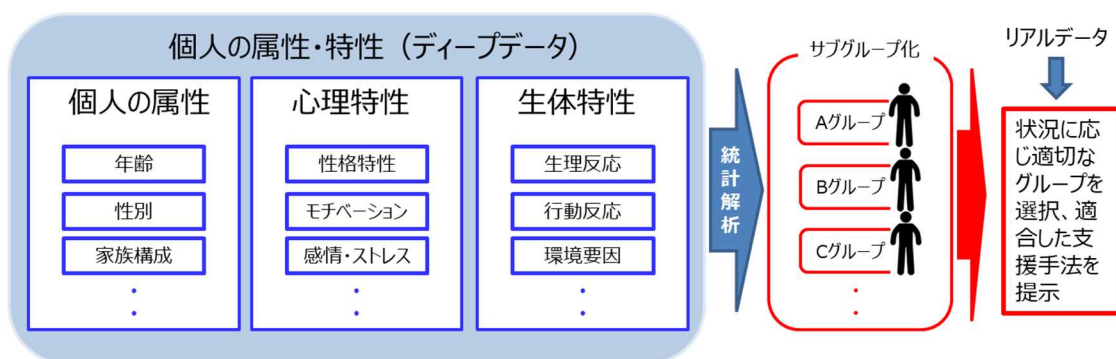 個人の属性・特性（ディープデータ）
個人の属性
年齢
性別
家族構成
：
心理特性
性格特性
モチベーション
感情・ストレス
：
生体特性
生理反応
行動反応
環境要因
：
統計解析
サブグループ化
Aグループ
Bグループ
Cグループ
：
リアルデータ
状況に応
じ適切な
グループを
選択、適
合した支
援手法を
提示